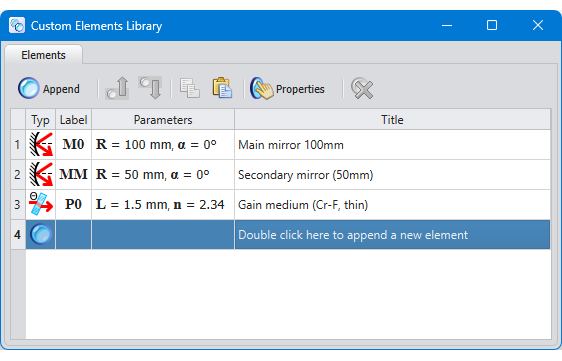 Custom Elements Library
Elements
Append
Properties
Typ Label Parameters Title
1 M0 R = 100 mm, α = 0° Main mirror 100mm
2 MM R = 50 mm, α = 0° Secondary mirror (50mm)
3 Θ P0 L = 1.5 mm, n = 2.34 Gain medium (Cr-F, thin)
4 Double click here to append a new element